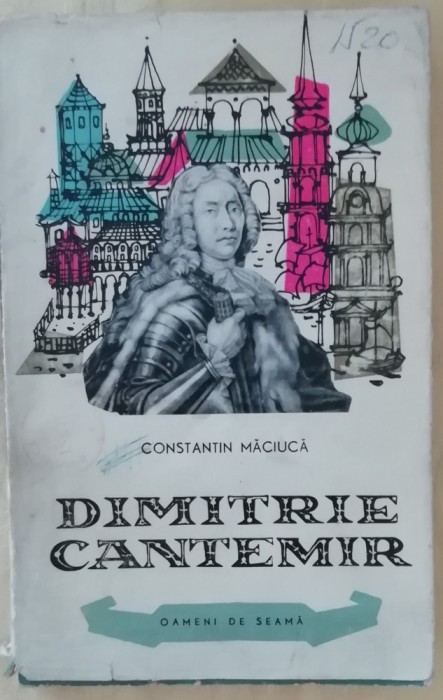 N20
CONSTANTIN MĂCIUCĂ
DIMITRIE
CANTEMIR
OAMENI DE SEAMĂ